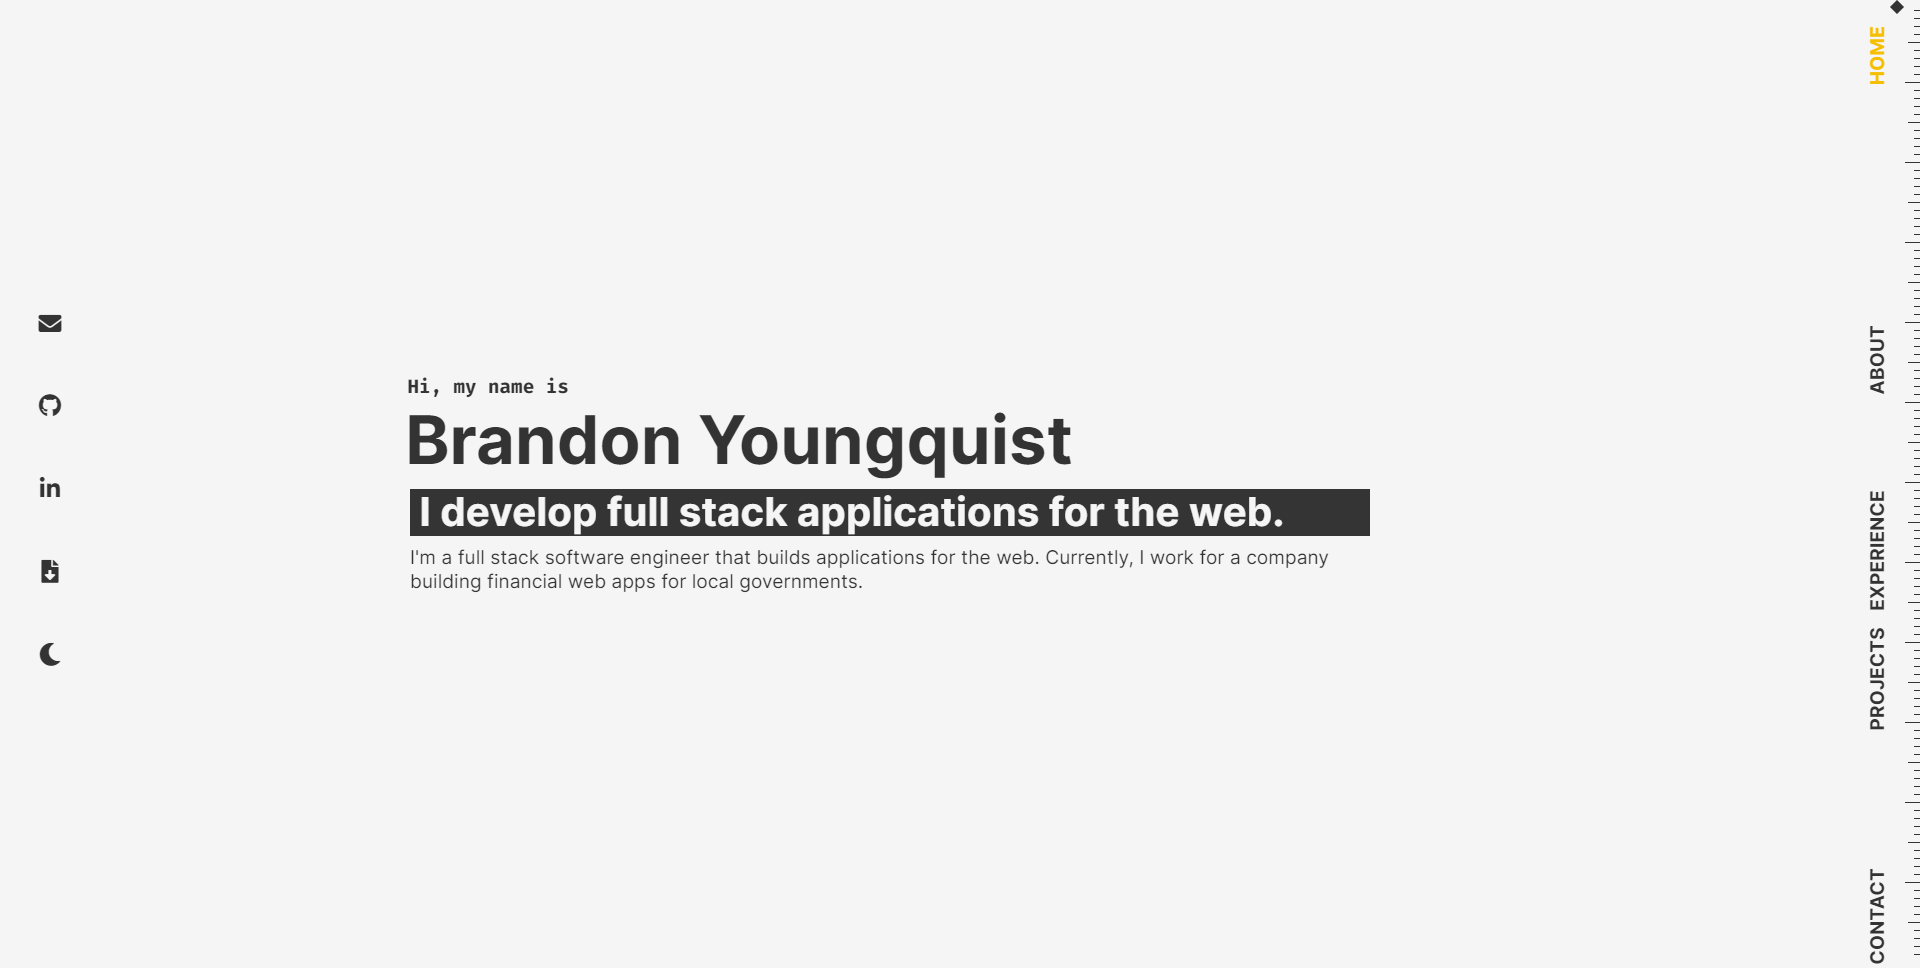 Hi, my name is
Brandon Youngquist
I develop full stack applications for the web.
I'm a full stack software engineer that builds applications for the web. Currently, I work for a company
building financial web apps for local governments.
HOME
ABOUT
EXPERIENCE
PROJECTS
CONTACT